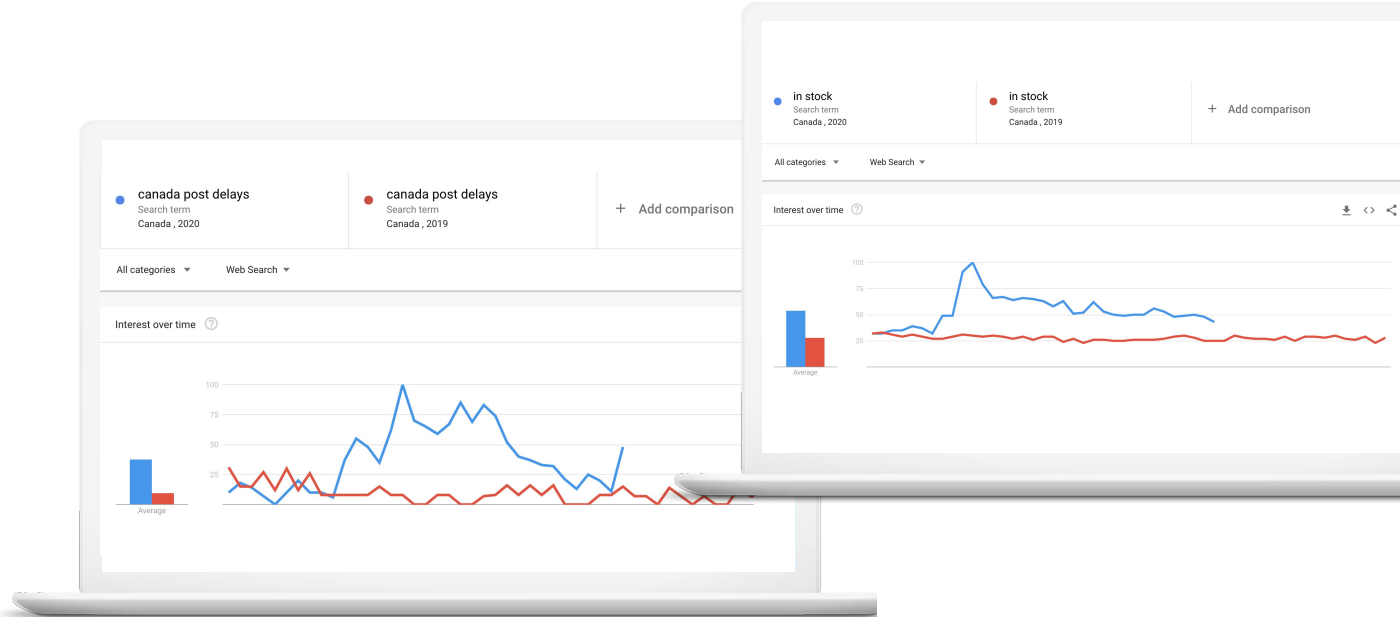 canada post delays
Search term
Canada , 2020
canada post delays
Search term
Canada , 2019
+ Add comparison
All categories
Web Search
Interest over time ?
100
75
50
25
Average
in stock
Search term
Canada , 2020
in stock
Search term
Canada , 2019
+ Add comparison
All categories
Web Search
Interest over time ?
100
75
50
25
Average